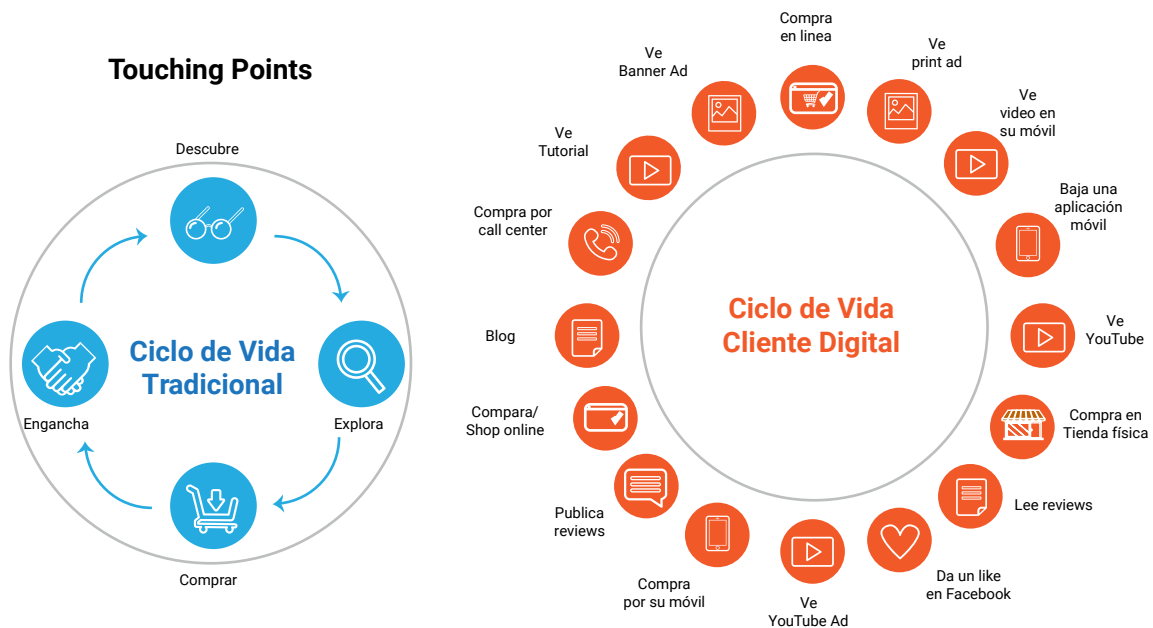 Touching Points
Descubre
Ciclo de Vida
Tradicional
Engancha
Explora
Comprar
Compra
en linea
Ve
print ad
Ve
video en
su móvil
Baja una
aplicación
móvil
Ve
YouTube
Compra en
Tienda física
Lee reviews
Da un like
en Facebook
Ve
YouTube Ad
Compra
por su móvil
Publica
reviews
Compara/
Shop online
Blog
Compra por
call center
Ve
Tutorial
Ve
Banner Ad
Ciclo de Vida
Cliente Digital